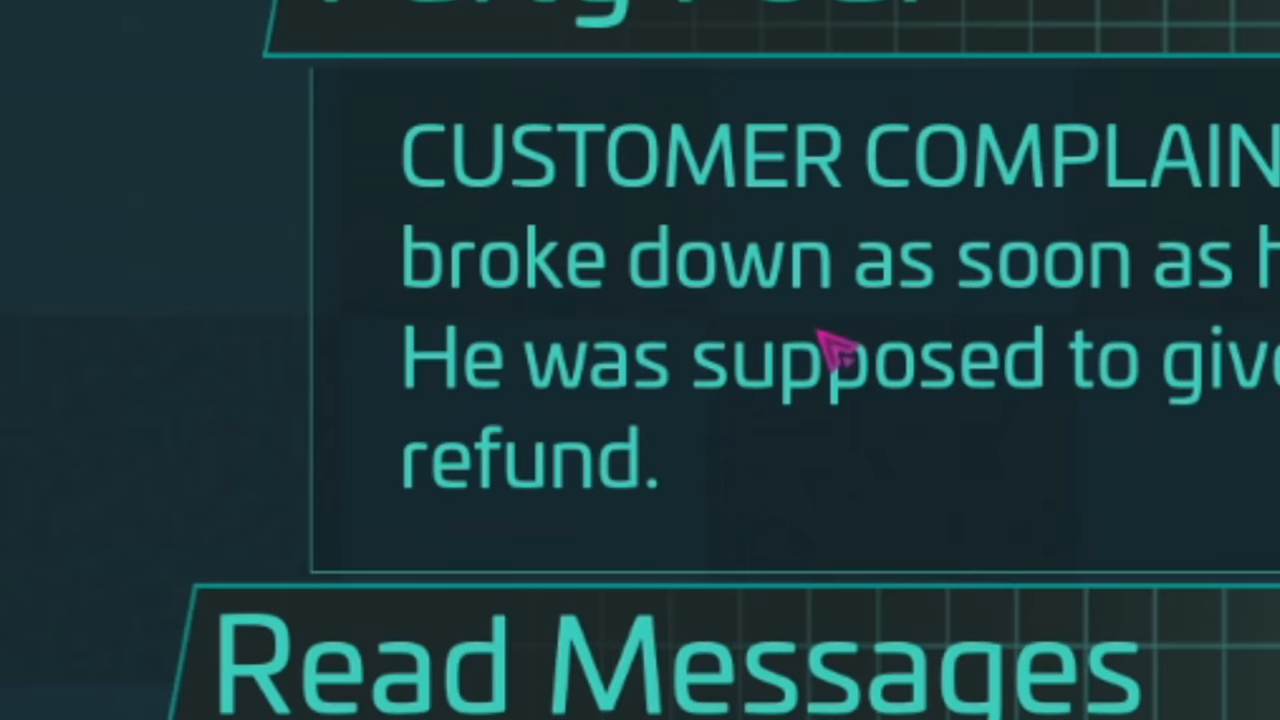 CUSTOMER COMPLAIN
broke down as soon as h
He was supposed to give
refund.
Read Messages